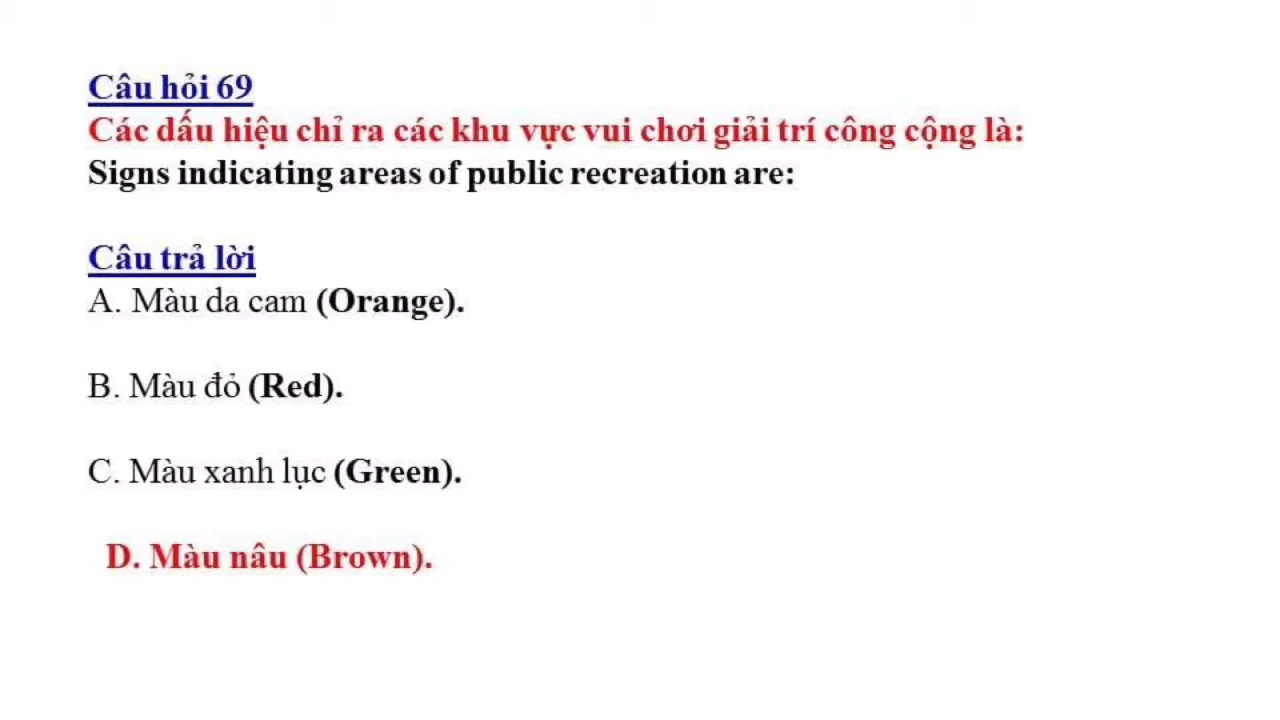 Câu hỏi 69
Các dấu hiệu chỉ ra các khu vực vui chơi giải trí công cộng là:
Signs indicating areas of public recreation are:
Câu trả lời
A. Màu da cam (Orange).
B. Màu đỏ (Red).
C. Màu xanh lục (Green).
D. Màu nâu (Brown).